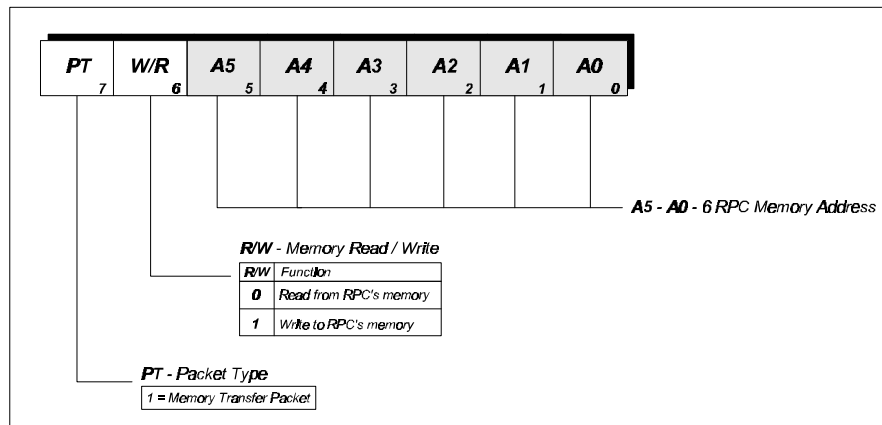 PT W/R A5 A4 A3 A2 A1 A0
7 6 5 4 3 2 1 0
A5 - A0 - 6 RPC Memory Address
R/W - Memory Read / Write
R/W Function
0 Read from RPC's memory
1 Write to RPC's memory
PT - Packet Type
1 = Memory Transfer Packet